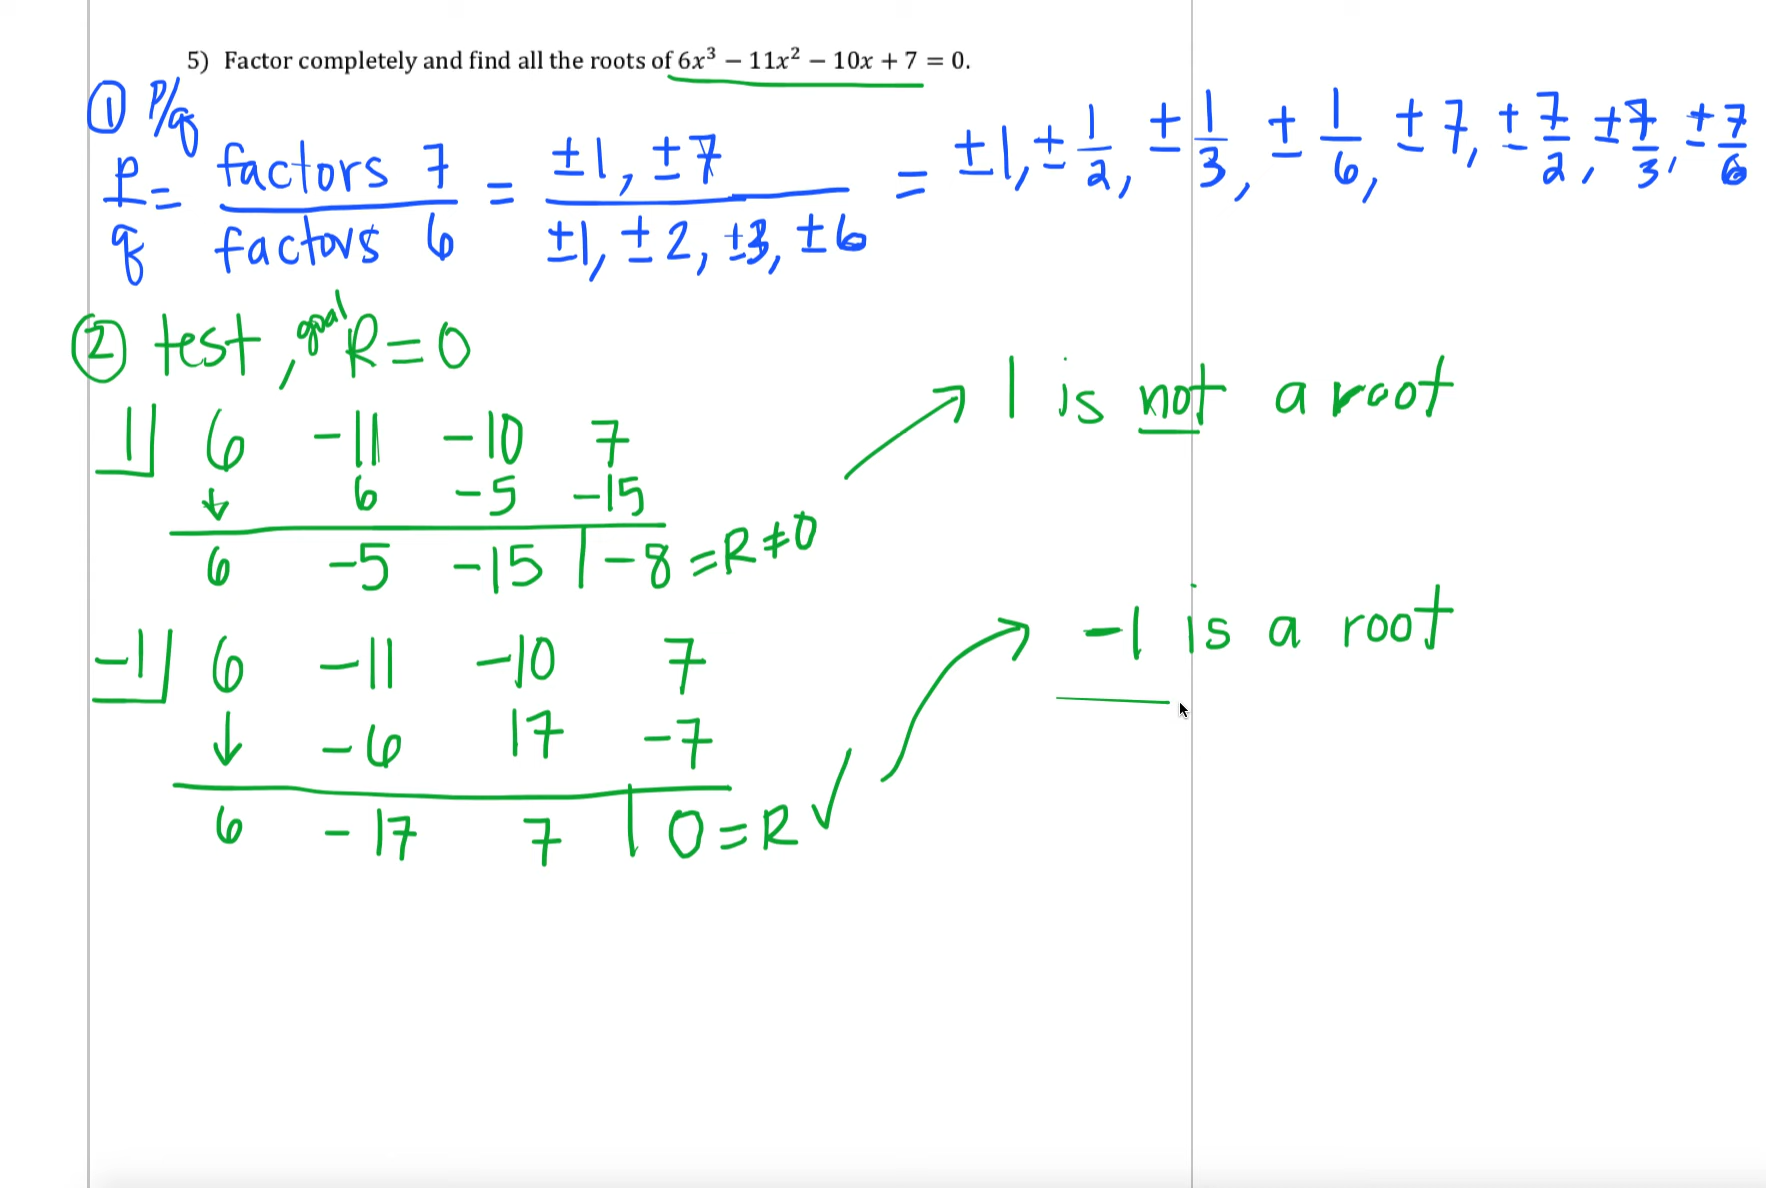 5) Factor completely and find all the roots of 6x³ − 11x² − 10x + 7 = 0.
① P/q
p/q = factors 7 / factors 6 = ±1, ±7 / ±1, ±2, ±3, ±6 = ±1, ±1/2, ±1/3, ±1/6, ±7, ±7/2, ±7/3, ±7/6
② test, goal R=0
1| 6 -11 -10 7
↓ 6 -5 -15
6 -5 -15 | -8 = R ≠ 0
→ 1 is not a root
-1| 6 -11 -10 7
↓ -6 17 -7
6 -17 7 | 0 = R ✓
→ -1 is a root